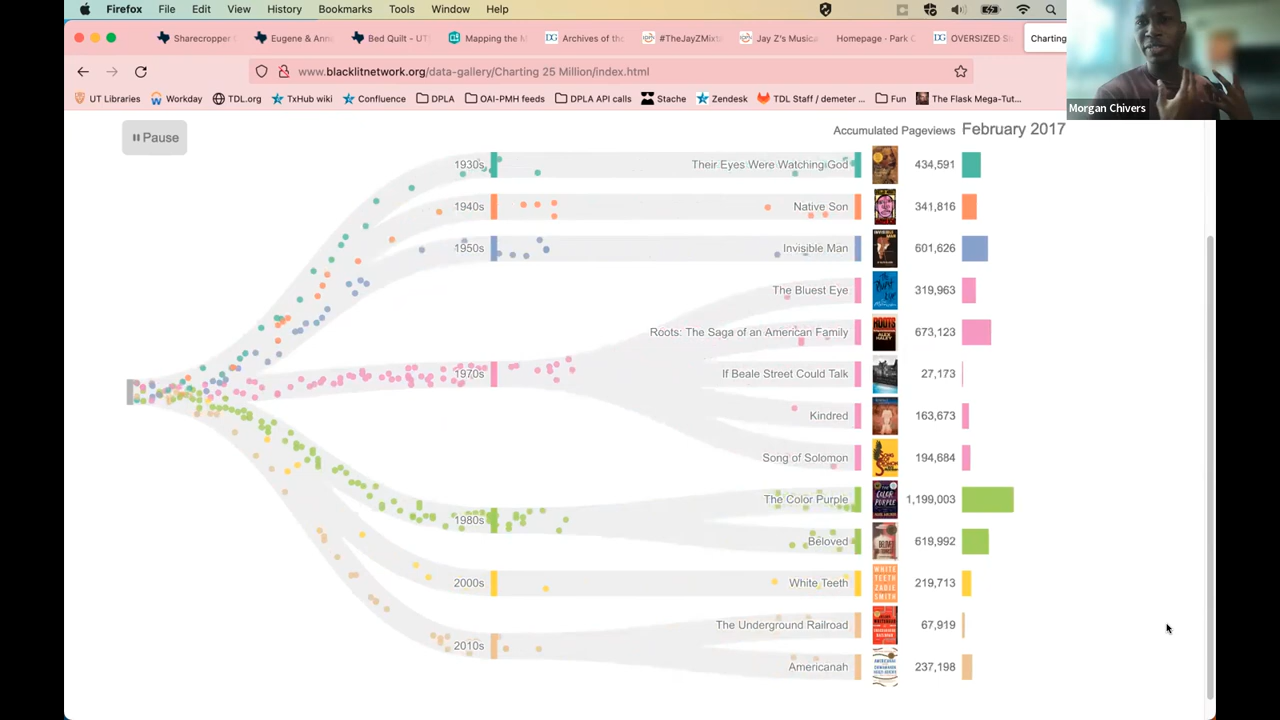 Firefox File Edit View History Bookmarks Tools Window Help
Sharecropper Eugene & Ann Bed Quilt - UT Mapping the M Archives of the #TheJayZMixt Jay Z's Musica Homepage - Park C OVERSIZED S Charting
www.blacklitnetwork.org/data-gallery/Charting 25 Million/index.html
UT Libraries Workday TDL.org TxHub wiki Confluence DPLA OAI-PMH feeds DPLA API calls Stache Zendesk TDL Staff / demeter ... Fun The Flask Mega-Tut...
Morgan Chivers
Pause
Accumulated Pageviews February 2017
1930s Their Eyes Were Watching God 434,591
1940s Native Son 341,816
1950s Invisible Man 601,626
The Bluest Eye 319,963
Roots: The Saga of an American Family 673,123
1970s If Beale Street Could Talk 27,173
Kindred 163,673
Song of Solomon 194,684
The Color Purple 1,199,003
1980s
Beloved 619,992
2000s White Teeth 219,713
WHITE
TEETH
ZADIE
SMITH
The Underground Railroad 67,919
2010s
Americanah 237,198